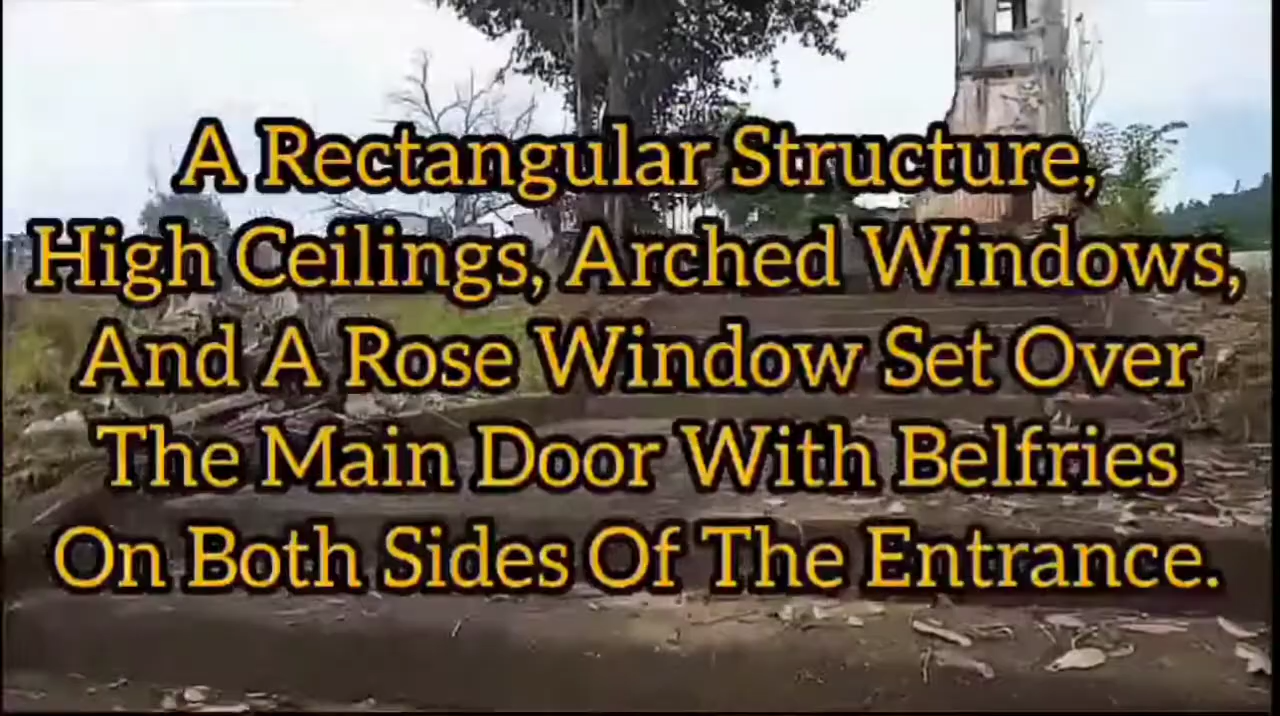 A Rectangular Structure,
High Ceilings, Arched Windows,
And A Rose Window Set Over
The Main Door With Belfries
On Both Sides Of The Entrance.